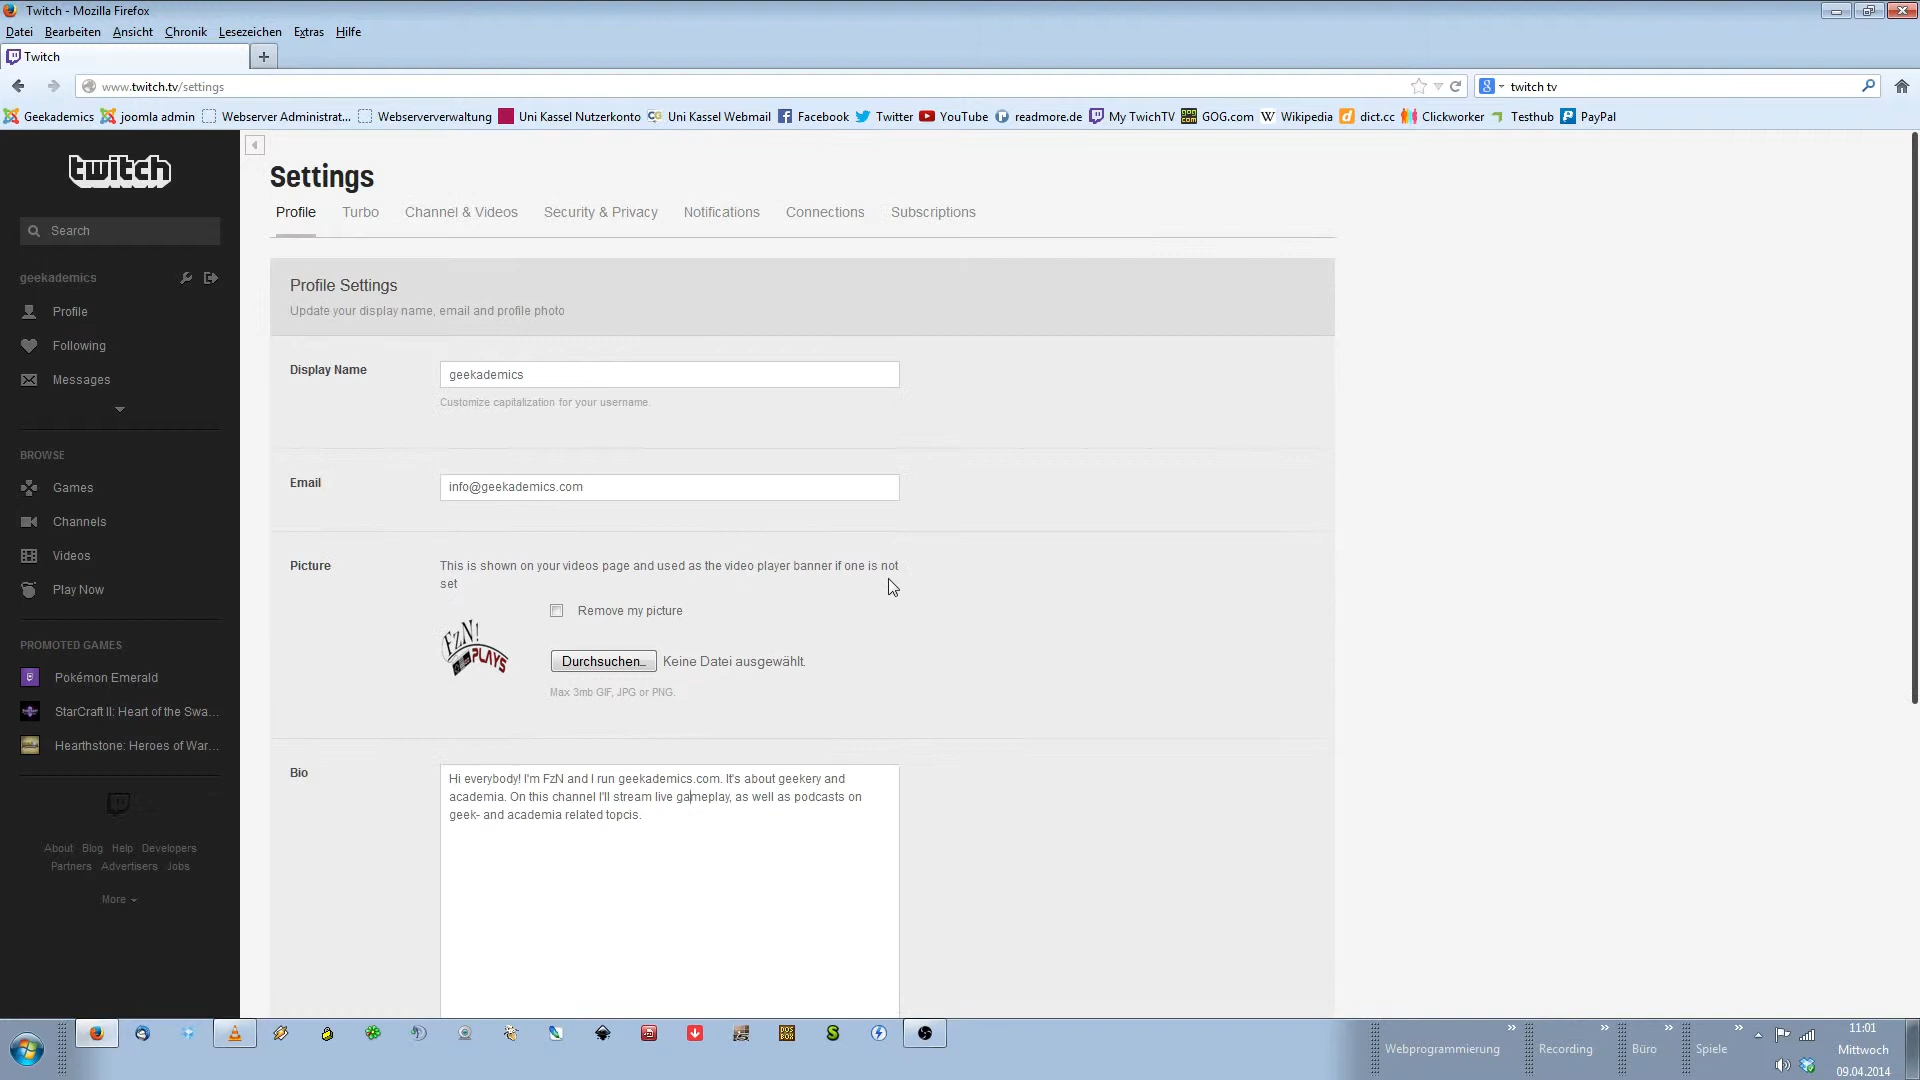 Twitch - Mozilla Firefox
Datei Bearbeiten Ansicht Chronik Lesezeichen Extras Hilfe
Twitch
www.twitch.tv/settings
twitch tv
Geekademics joomla admin Webserver Administrat... Webserververwaltung Uni Kassel Nutzerkonto Uni Kassel Webmail Facebook Twitter YouTube readmore.de My TwichTV GOG.com Wikipedia dict.cc Clickworker Testhub PayPal
twitch
Search
geekademics
Profile
Following
Messages
BROWSE
Games
Channels
Videos
Play Now
PROMOTED GAMES
Pokémon Emerald
StarCraft II: Heart of the Swa...
Hearthstone: Heroes of War...
About Blog Help Developers
Partners Advertisers Jobs
More
Settings
Profile Turbo Channel & Videos Security & Privacy Notifications Connections Subscriptions
Profile Settings
Update your display name, email and profile photo
Display Name
geekademics
Customize capitalization for your username.
Email
info@geekademics.com
Picture
This is shown on your videos page and used as the video player banner if one is not
set
Remove my picture
FzN!
PLAYS
Durchsuchen... Keine Datei ausgewählt.
Max 3mb GIF, JPG or PNG.
Bio
Hi everybody! I'm FzN and I run geekademics.com. It's about geekery and
academia. On this channel I'll stream live gameplay, as well as podcasts on
geek- and academia related topcis.
Webprogrammierung
Recording
Büro
Spiele
11:01
Mittwoch
09.04.2014